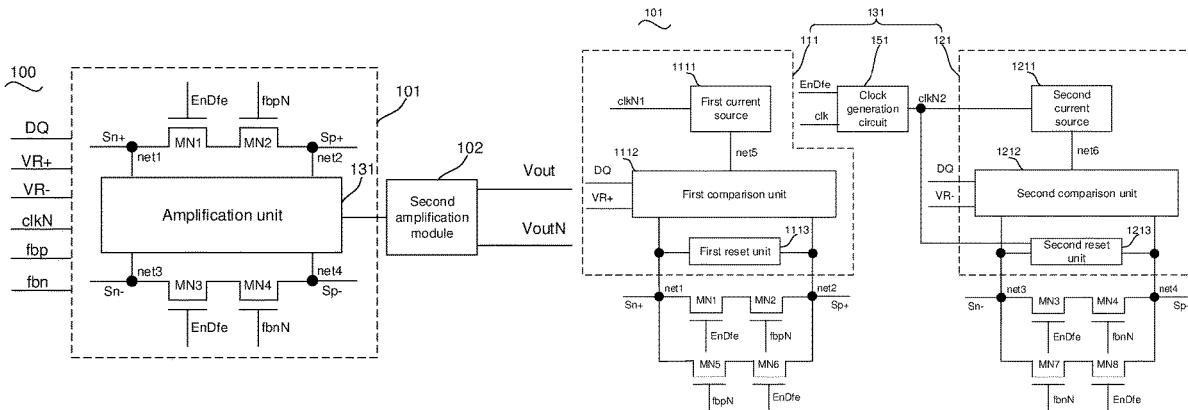 100
DQ
VR+
VR-
clkN
fbp
fbn
EnDfe
fbpN
101
Sn+
MN1
MN2
Sp+
net1
net2
131
Amplification unit
net3
net4
Sn-
MN3
MN4
Sp-
EnDfe
fbnN
102
Second
amplification
module
Vout
VoutN
101
131
111
151
121
1111
clkN1
First current
source
EnDfe
clk
Clock
generation
circuit
clkN2
1211
Second
current
source
net5
net6
1112
DQ
VR+
First comparison unit
1212
DQ
VR-
Second comparison unit
1113
First reset unit
1213
Second reset
unit
Sn+
net1
MN1
MN2
net2
Sp+
EnDfe
fbpN
MN5
MN6
fbpN
EnDfe
Sn-
net3
MN3
MN4
net4
Sp-
EnDfe
fbnN
MN7
MN8
fbnN
EnDfe